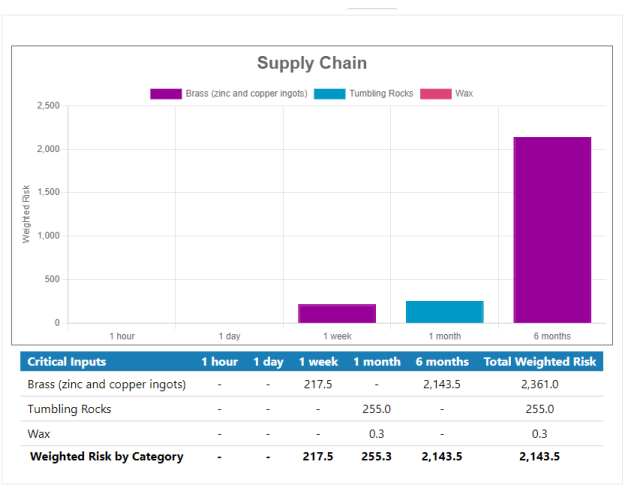 Supply Chain
Brass (zinc and copper ingots) Tumbling Rocks Wax
2,500
2,000
1,500
1,000
500
0
Weighted Risk
1 hour 1 day 1 week 1 month 6 months
Critical Inputs 1 hour 1 day 1 week 1 month 6 months Total Weighted Risk
Brass (zinc and copper ingots) - - 217.5 - 2,143.5 2,361.0
Tumbling Rocks - - - 255.0 - 255.0
Wax - - - 0.3 - 0.3
Weighted Risk by Category - - 217.5 255.3 2,143.5 2,143.5